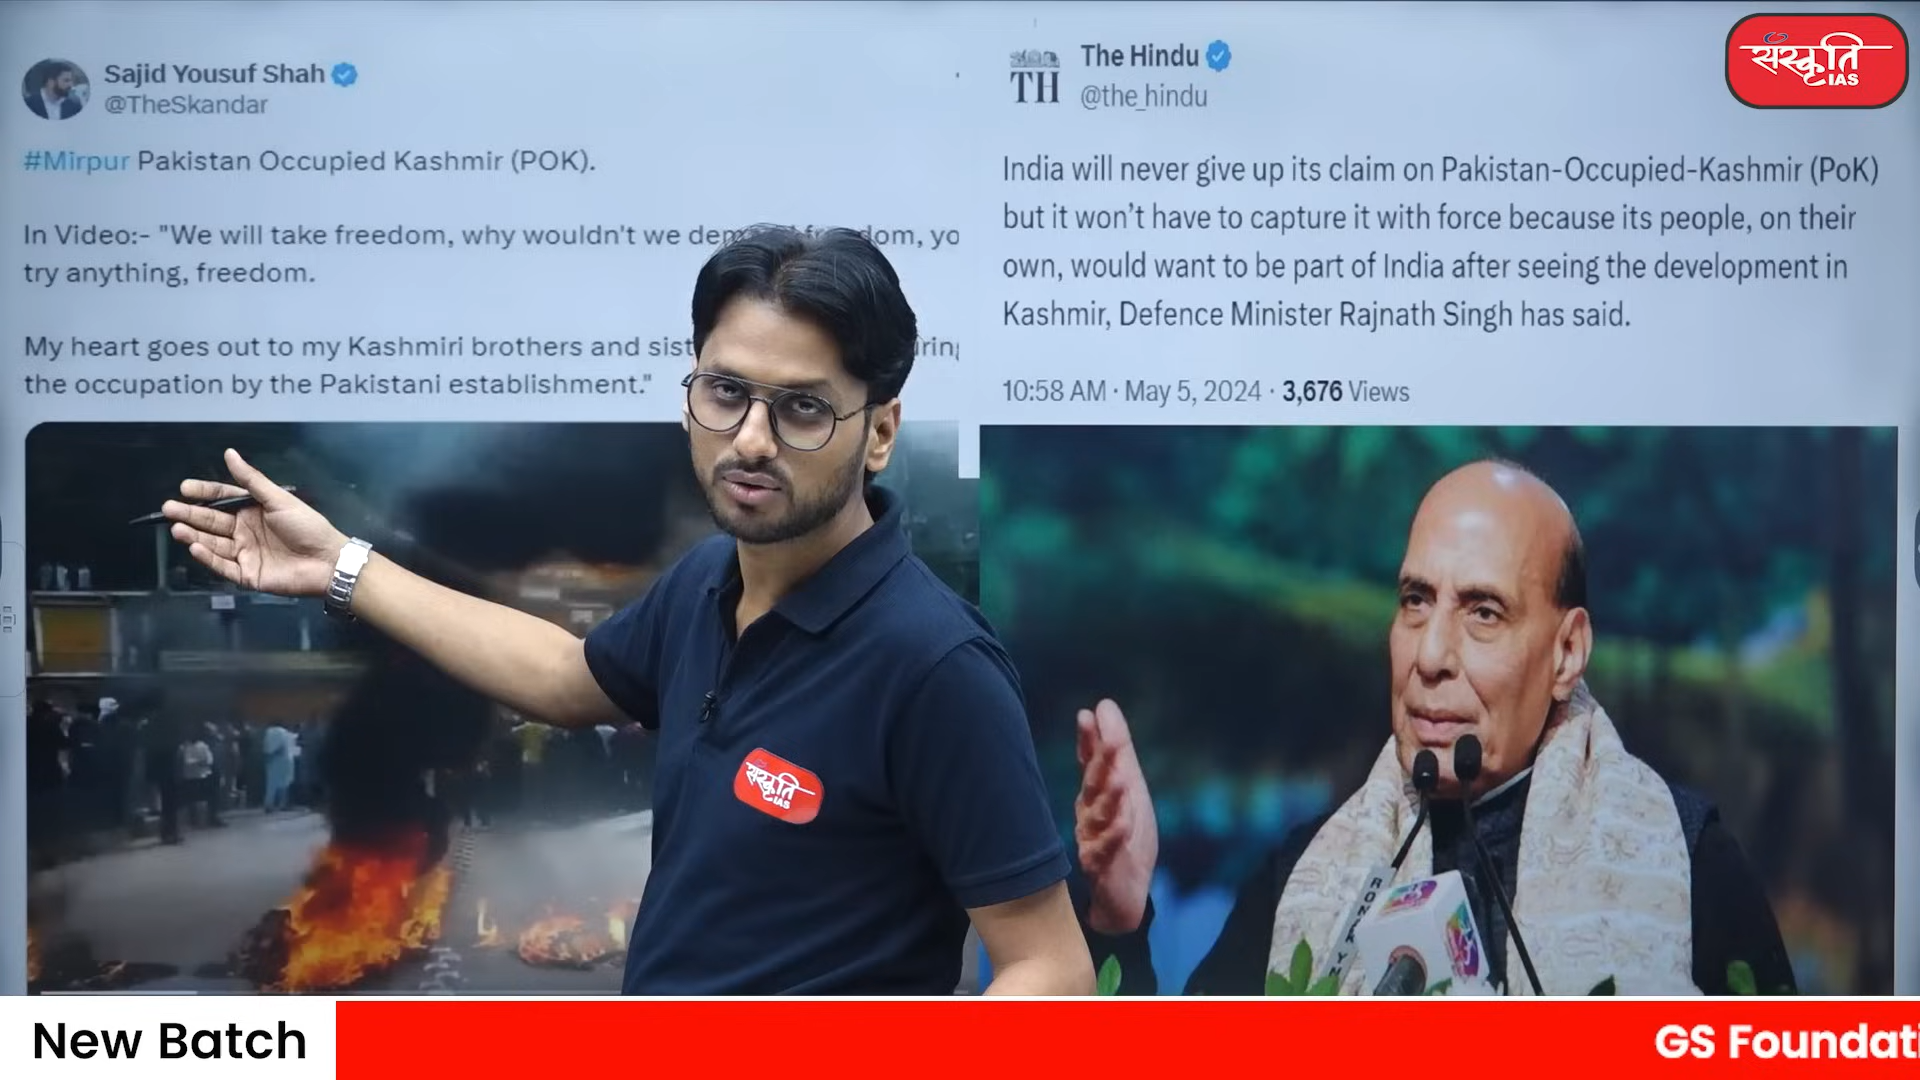 Sajid Yousuf Shah
@TheSkandar
#Mirpur Pakistan Occupied Kashmir (POK).
In Video:- "We will take freedom, why wouldn't we
try anything, freedom.
My heart goes out to my Kashmiri brothers and
the occupation by the Pakistani establishment."
TH
The Hindu
@the_hindu
India will never give up its claim on Pakistan-Occupied-Kashmir (PoK)
but it won't have to capture it with force because its people, on their
own, would want to be part of India after seeing the development in
Kashmir, Defence Minister Rajnath Singh has said.
10:58 AM · May 5, 2024 · 3,676 Views
संस्कृति
IAS
संस्कृति
IAS
New Batch
GS Foundati